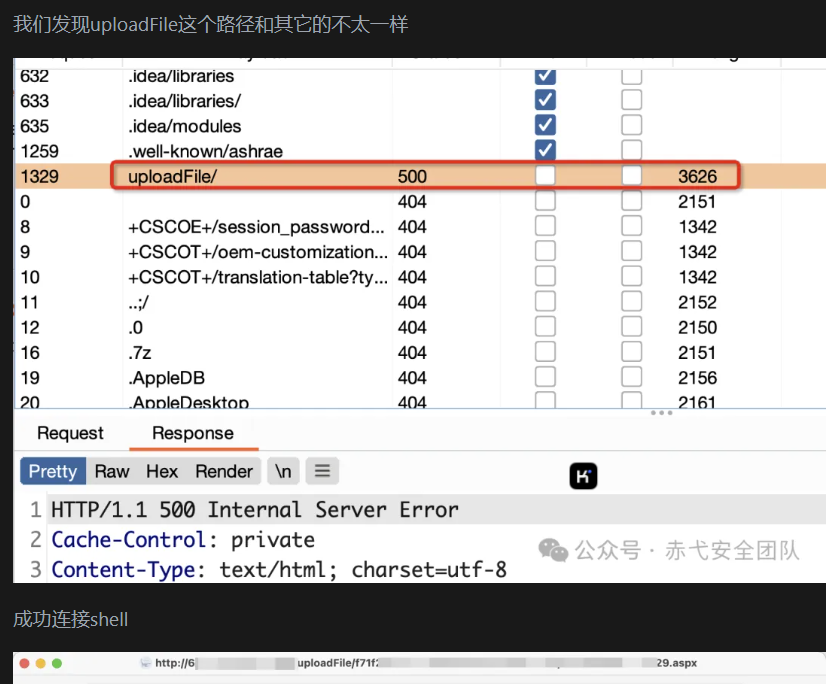 我们发现uploadFile这个路径和其它的不太一样
632 .idea/libraries
633 .idea/libraries/
635 .idea/modules
1259 .well-known/ashrae
1329 uploadFile/ 500 3626
0 404 2151
8 +CSCOE+/session_password... 404 1342
9 +CSCOT+/oem-customization... 404 1342
10 +CSCOT+/translation-table?ty... 404 1342
11 ..;/ 404 2152
12 .0 404 2150
16 .7z 404 2151
19 .AppleDB 404 2156
20 .AppleDesktop 404 2161
Request Response
Pretty Raw Hex Render \n
1 HTTP/1.1 500 Internal Server Error
2 Cache-Control: private
3 Content-Type: text/html; charset=utf-8
公众号 · 赤弋安全团队
成功连接shell
http://6 uploadFile/f71f 29.aspx